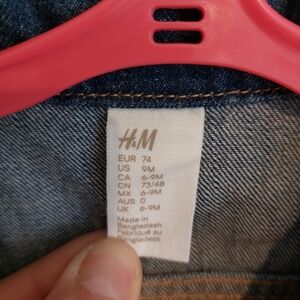 H&M
EUR 74
US 9M
CA 6-9M
CN 73/48
MX 6-9M
AUS 0
UK 6-9M
Made in
Bangladesh
Fabriqué au
Bangladesh